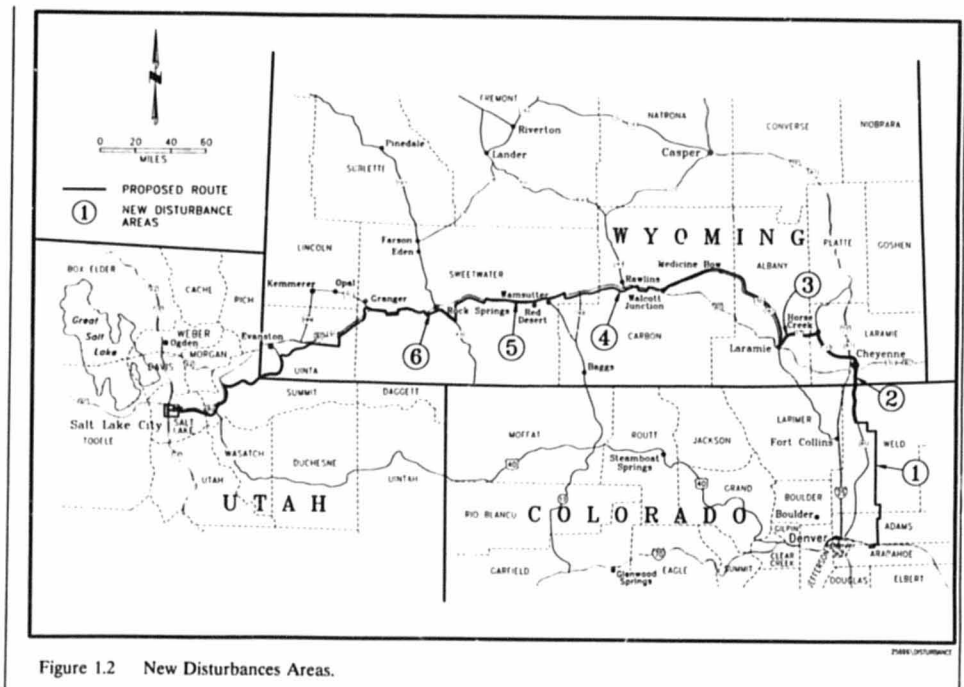 N
0 20 40 60
MILES
PROPOSED ROUTE
1 NEW DISTURBANCE
AREAS
FREMONT
NATRONA
CONVERSE
NIOBRARA
Riverton
Pinedale
Lander
Casper
SUBLETTE
WYOMING
PLATTE
GOSHEN
LINCOLN
Farson
Eden
SWEETWATER
Medicine Bow
ALBANY
3
BOX ELDER
CACHE
RICH
Kemmerer
Opal
Granger
Wamsutter
Rawlins
Rock Springs
Red
Desert
Walcott
Junction
Horse
Creek
Great
Salt
Lake
WEBER
Ogden
MORGAN
DAVIS
Evanston
6
5
4
CARBON
LARAMIE
Laramie
Cheyenne
UINTA
Baggs
2
SUMMIT
DAGGETT
Salt Lake City
SALT
LAKE
TOOELE
WASATCH
DUCHESNE
UINTAH
UTAH
UTAH
MOFFAT
ROUTT
JACKSON
LARIMER
Fort Collins
WELD
Steamboat
Springs
40
40
GRAND
1
BOULDER
Boulder
RIO BLANCO
COLORADO
GILPIN
Denver
ADAMS
CLEAR
CREEK
ARAPAHOE
JEFFERSON
GARFIELD
Glenwood
Springs
70
EAGLE
SUMMIT
DOUGLAS
ELBERT
Figure 1.2 New Disturbances Areas.